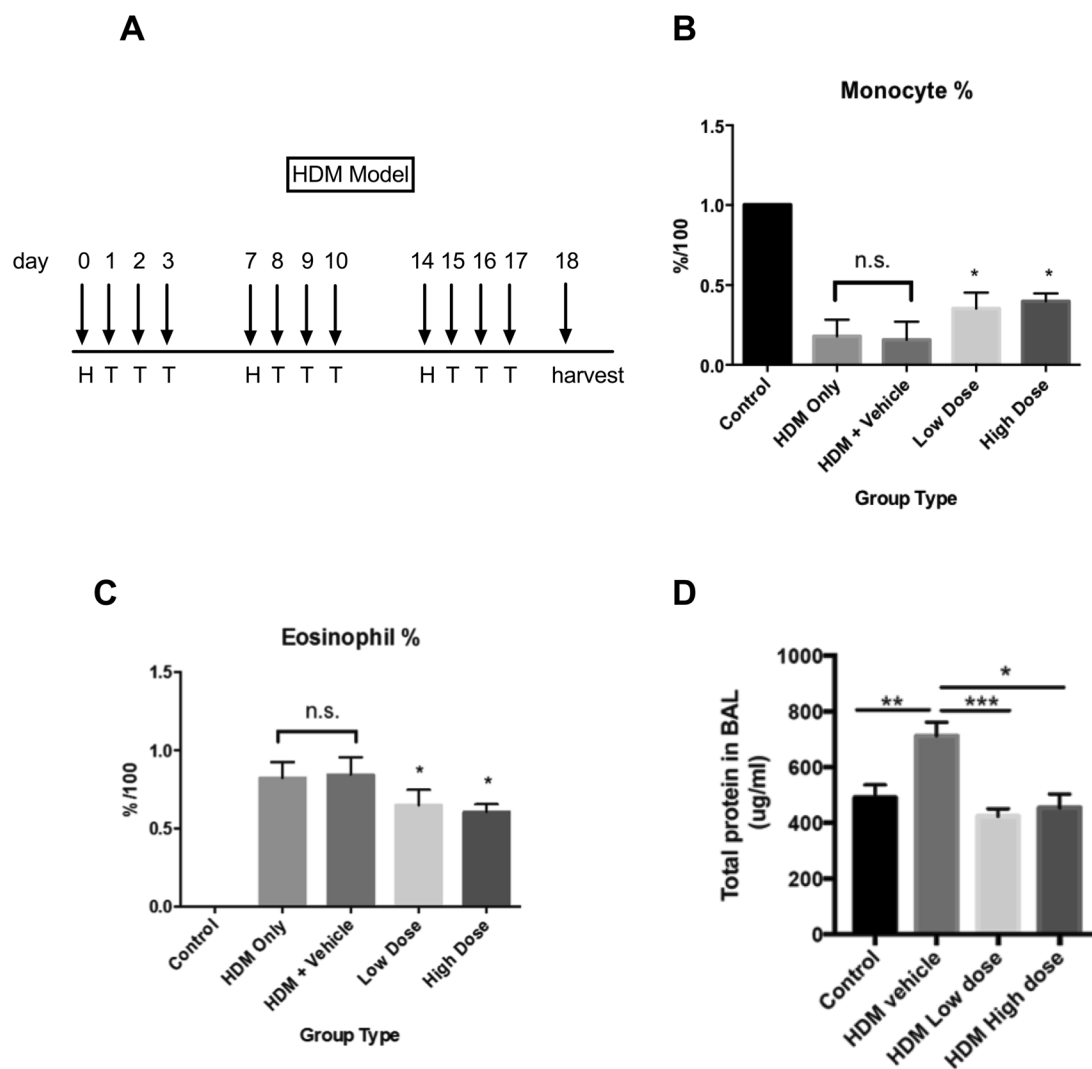 A
HDM Model
day 0 1 2 3 7 8 9 10 14 15 16 17 18
H T T T H T T T H T T T harvest
B
Monocyte %
%/100
1.5
1.0
0.5
0.0
n.s.
* *
Control HDM Only HDM + Vehicle Low Dose High Dose
Group Type
C
Eosinophil %
%/100
1.5
1.0
0.5
0.0
n.s.
* *
Control HDM Only HDM + Vehicle Low Dose High Dose
Group Type
D
Total protein in BAL
(ug/ml)
1000
800
600
400
200
0
*
** ***
Control HDM vehicle HDM Low dose HDM High dose